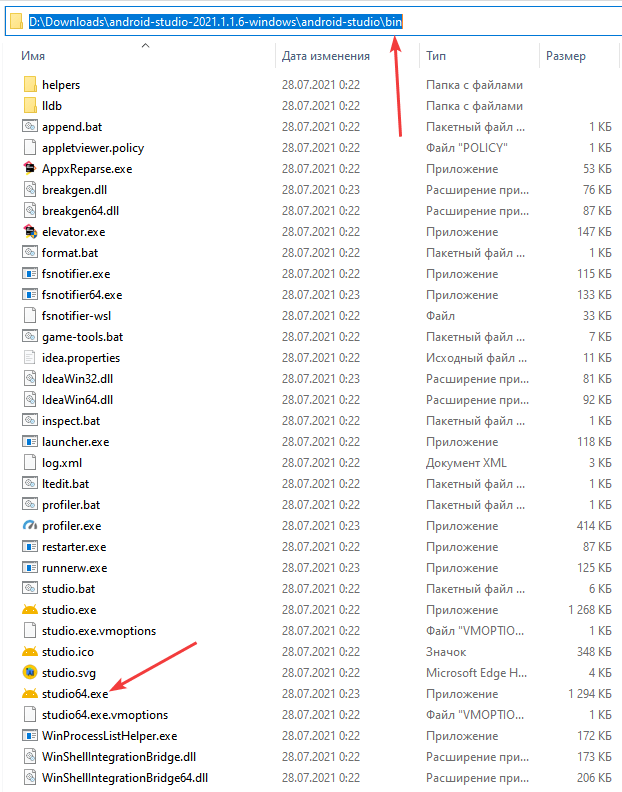 D:\Downloads\android-studio-2021.1.1.6-windows\android-studio\bin
Имя Дата изменения Тип Размер
helpers 28.07.2021 0:22 Папка с файлами
lldb 28.07.2021 0:22 Папка с файлами
append.bat 28.07.2021 0:22 Пакетный файл ... 1 КБ
appletviewer.policy 28.07.2021 0:22 Файл "POLICY" 1 КБ
AppxReparse.exe 28.07.2021 0:22 Приложение 53 КБ
breakgen.dll 28.07.2021 0:23 Расширение при... 76 КБ
breakgen64.dll 28.07.2021 0:22 Расширение при... 87 КБ
elevator.exe 28.07.2021 0:22 Приложение 147 КБ
format.bat 28.07.2021 0:22 Пакетный файл ... 1 КБ
fsnotifier.exe 28.07.2021 0:22 Приложение 115 КБ
fsnotifier64.exe 28.07.2021 0:23 Приложение 133 КБ
fsnotifier-wsl 28.07.2021 0:22 Файл 33 КБ
game-tools.bat 28.07.2021 0:22 Пакетный файл ... 7 КБ
idea.properties 28.07.2021 0:22 Исходный файл ... 11 КБ
IdeaWin32.dll 28.07.2021 0:23 Расширение при... 81 КБ
IdeaWin64.dll 28.07.2021 0:22 Расширение при... 92 КБ
inspect.bat 28.07.2021 0:22 Пакетный файл ... 1 КБ
launcher.exe 28.07.2021 0:22 Приложение 118 КБ
log.xml 28.07.2021 0:22 Документ XML 3 КБ
ltedit.bat 28.07.2021 0:22 Пакетный файл ... 1 КБ
profiler.bat 28.07.2021 0:22 Пакетный файл ... 1 КБ
profiler.exe 28.07.2021 0:23 Приложение 414 КБ
restarter.exe 28.07.2021 0:22 Приложение 87 КБ
runnerw.exe 28.07.2021 0:23 Приложение 125 КБ
studio.bat 28.07.2021 0:22 Пакетный файл ... 6 КБ
studio.exe 28.07.2021 0:22 Приложение 1 268 КБ
studio.exe.vmoptions 28.07.2021 0:22 Файл "VMOPTIO... 1 КБ
studio.ico 28.07.2021 0:22 Значок 348 КБ
studio.svg 28.07.2021 0:22 Microsoft Edge H... 4 КБ
studio64.exe 28.07.2021 0:23 Приложение 1 294 КБ
studio64.exe.vmoptions 28.07.2021 0:22 Файл "VMOPTIO... 1 КБ
WinProcessListHelper.exe 28.07.2021 0:22 Приложение 172 КБ
WinShellIntegrationBridge.dll 28.07.2021 0:22 Расширение при... 173 КБ
WinShellIntegrationBridge64.dll 28.07.2021 0:22 Расширение при... 206 КБ